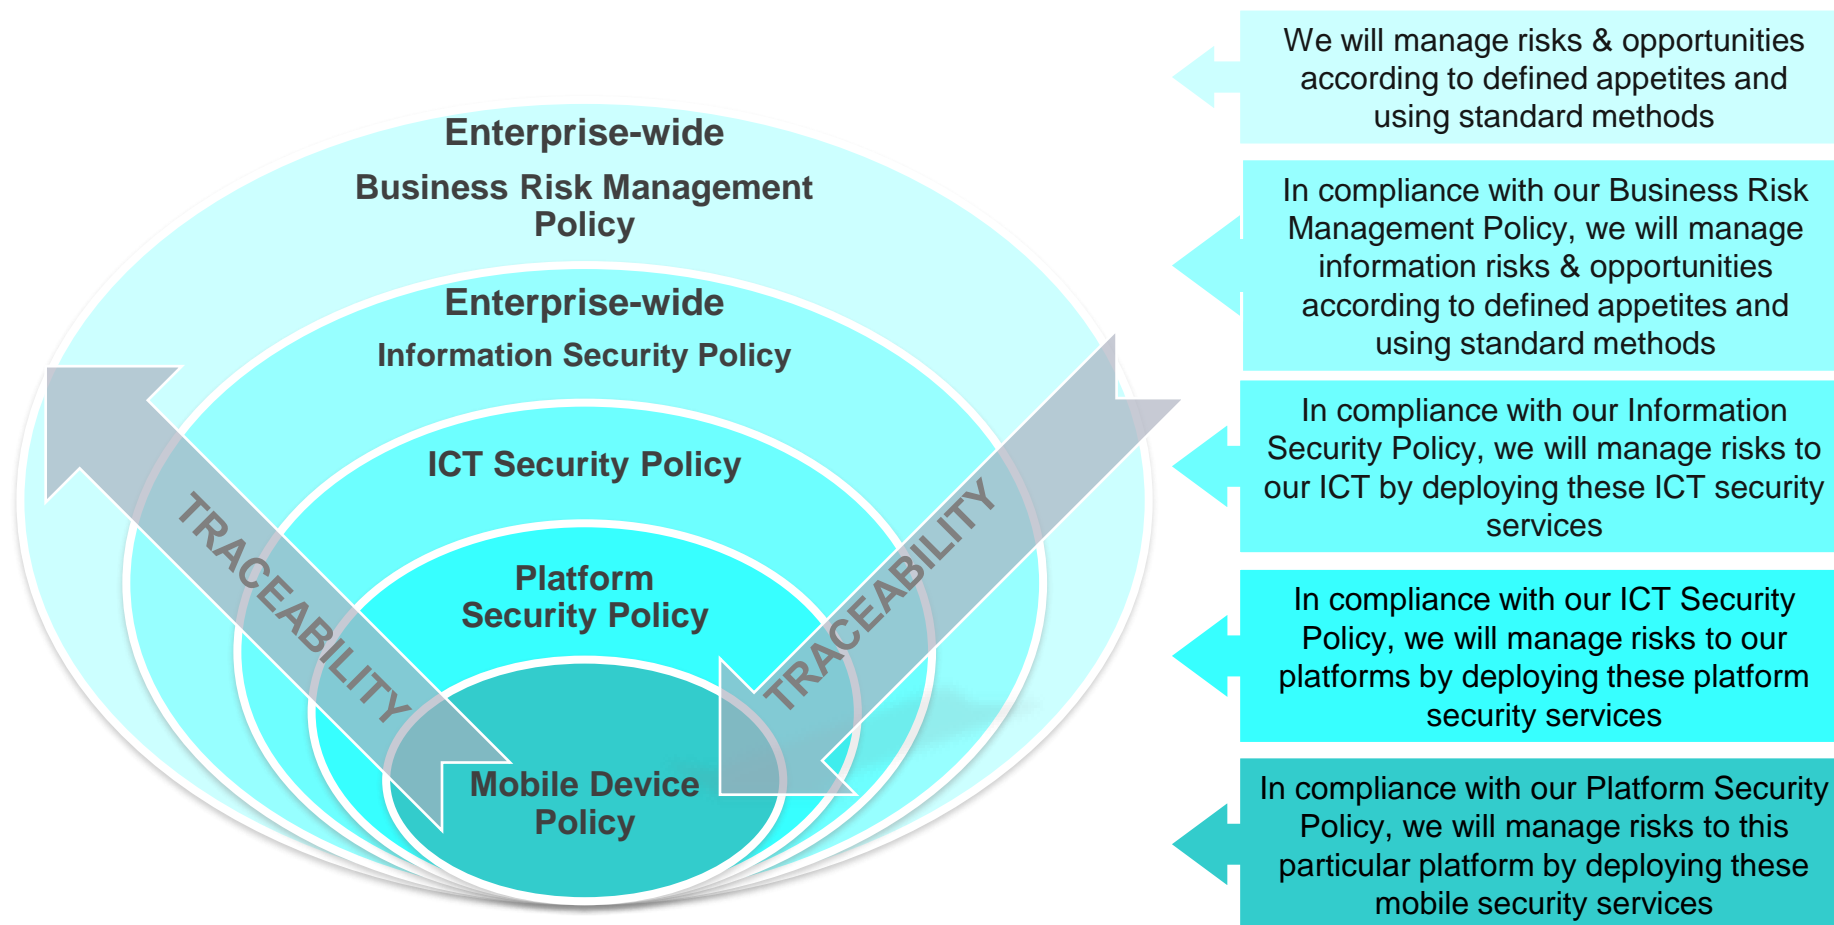 Enterprise-wide
Business Risk Management
Policy
Enterprise-wide
Information Security Policy
ICT Security Policy
Platform
Security Policy
Mobile Device
Policy
TRACEABILITY
TRACEABILITY
We will manage risks & opportunities
according to defined appetites and
using standard methods
In compliance with our Business Risk
Management Policy, we will manage
information risks & opportunities
according to defined appetites and
using standard methods
In compliance with our Information
Security Policy, we will manage risks to
our ICT by deploying these ICT security
services
In compliance with our ICT Security
Policy, we will manage risks to our
platforms by deploying these platform
security services
In compliance with our Platform Security
Policy, we will manage risks to this
particular platform by deploying these
mobile security services